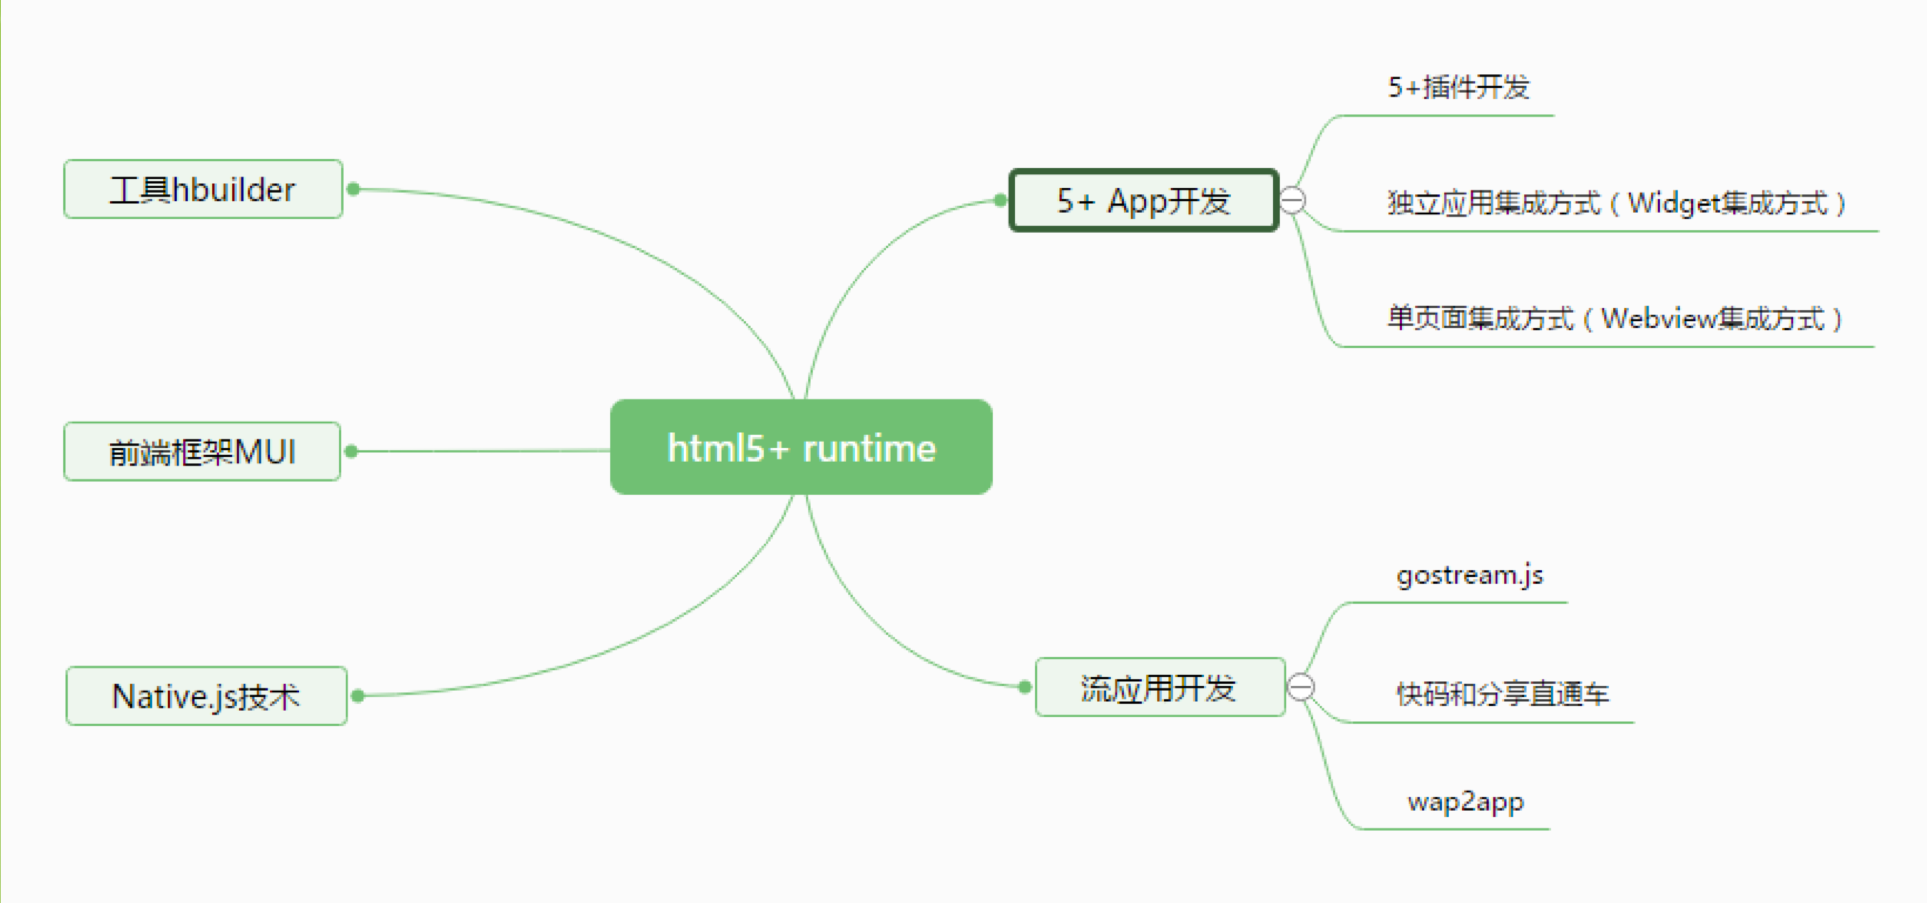 html5+ runtime
5+ App开发
5+插件开发
独立应用集成方式（Widget集成方式）
单页面集成方式（Webview集成方式）
流应用开发
gostream.js
快码和分享直通车
wap2app
工具hbuilder
前端框架MUI
Native.js技术